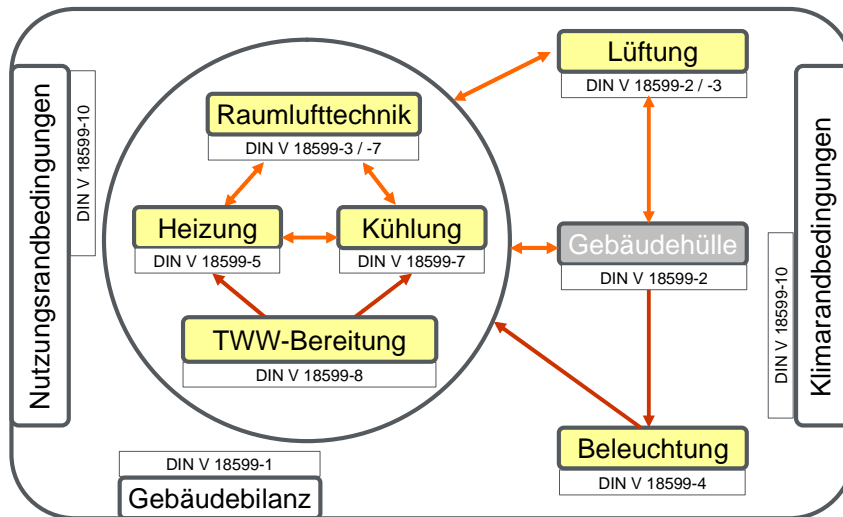 Nutzungsrandbedingungen
DIN V 18599-10
Raumlufttechnik
DIN V 18599-3 / -7
Heizung
DIN V 18599-5
Kühlung
DIN V 18599-7
TWW-Bereitung
DIN V 18599-8
Lüftung
DIN V 18599-2 / -3
Gebäudehülle
DIN V 18599-2
Beleuchtung
DIN V 18599-4
DIN V 18599-10
Klimarandbedingungen
DIN V 18599-1
Gebäudebilanz